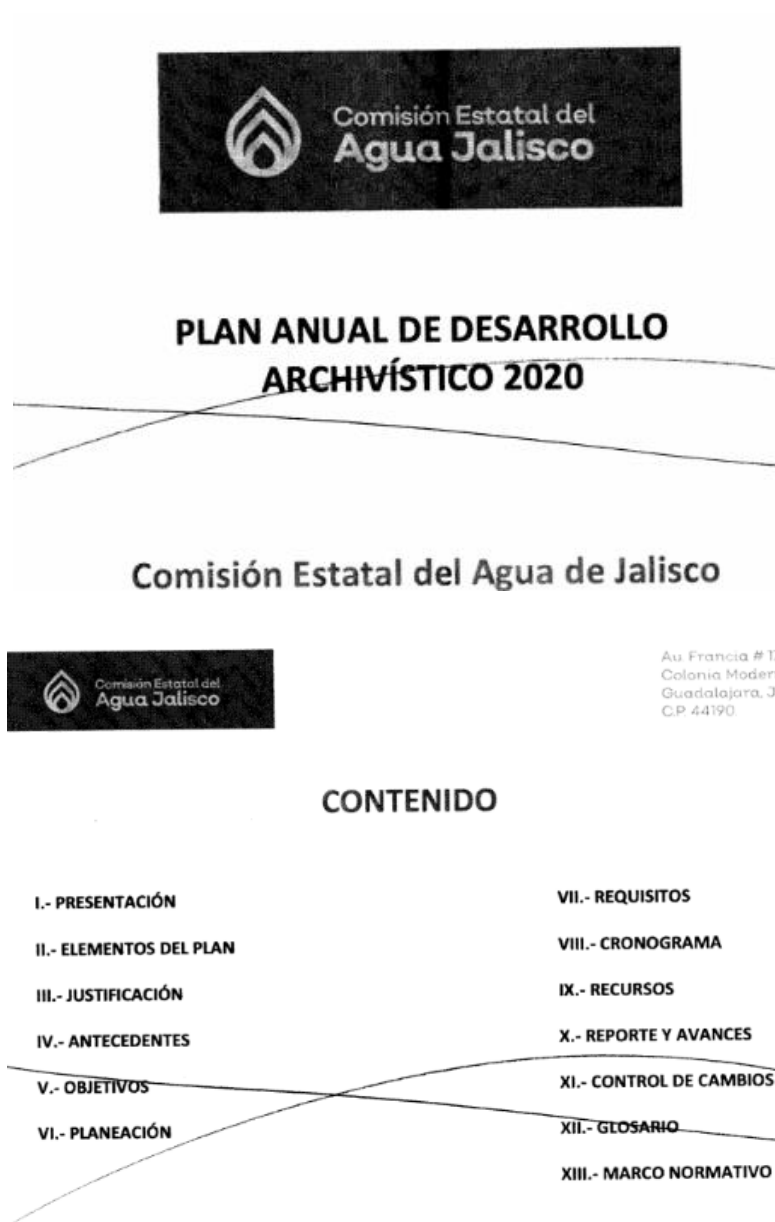 Comisión Estatal del
Agua Jalisco
PLAN ANUAL DE DESARROLLO
ARCHIVÍSTICO 2020
Comisión Estatal del Agua de Jalisco
Comisión Estatal del
Agua Jalisco
Av. Francia #
Colonia
Guadalajara,
C.P. 44190.
CONTENIDO
I.- PRESENTACIÓN
II.- ELEMENTOS DEL PLAN
III.- JUSTIFICACIÓN
IV.- ANTECEDENTES
V.- OBJETIVOS
VI.- PLANEACIÓN
VII.- REQUISITOS
VIII.- CRONOGRAMA
IX.- RECURSOS
X.- REPORTE Y AVANCES
XI.- CONTROL DE CAMBIOS
XII.- GLOSARIO
XIII.- MARCO NORMATIVO